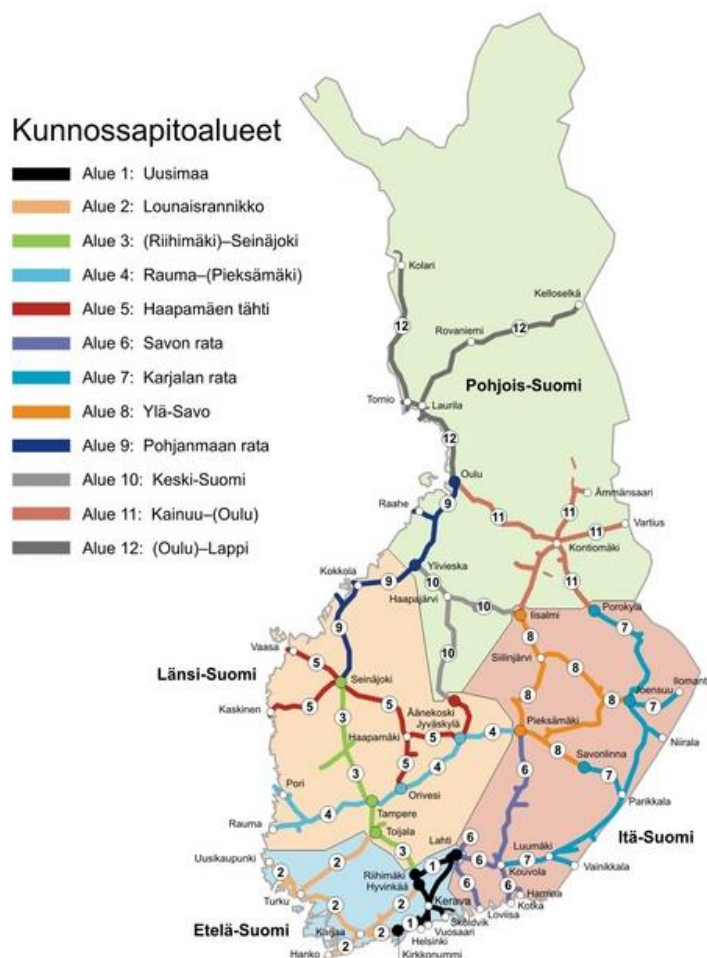 Kunnossapitoalueet
Alue 1: Uusimaa
Alue 2: Lounaisrannikko
Alue 3: (Riihimäki)–Seinäjoki
Alue 4: Rauma–(Pieksämäki)
Alue 5: Haapamäen tähti
Alue 6: Savon rata
Alue 7: Karjalan rata
Alue 8: Ylä-Savo
Alue 9: Pohjanmaan rata
Alue 10: Keski-Suomi
Alue 11: Kainuu–(Oulu)
Alue 12: (Oulu)–Lappi
Kolari
Kelloselkä
12
12
Rovaniemi
Pohjois-Suomi
Tornio
Laurila
12
Oulu
Ämmänsaari
Raahe
9
11
11
Vartius
Kontiomäki
Ylivieska
Kokkola
9
10
11
Haapajärvi
10
Iisalmi
Porokylä
9
8
7
Vaasa
Siilinjärvi
Länsi-Suomi
5
10
8
Ilomant
Seinäjoki
8
8
Joensuu
7
Kaskinen
5
5
Äänekoski
Jyväskylä
Pieksämäki
3
Haapamäki
5
4
8
Savonlinna
Niirala
5
4
6
7
Pori
Orivesi
Parikkala
4
Rauma
Tampere
Toijala
Itä-Suomi
Lahti
6
Luumäki
Uusikaupunki
2
3
1
6
7
2
Riihimäki
Hyvinkää
Kouvola
Vainikkala
Turku
2
2
6
6
Hamina
Kerava
Kotka
Etelä-Suomi
Karjaa
Loviisa
2
1
Sköldvik
Vuosaari
Hanko
2
Helsinki
Kirkkonummi